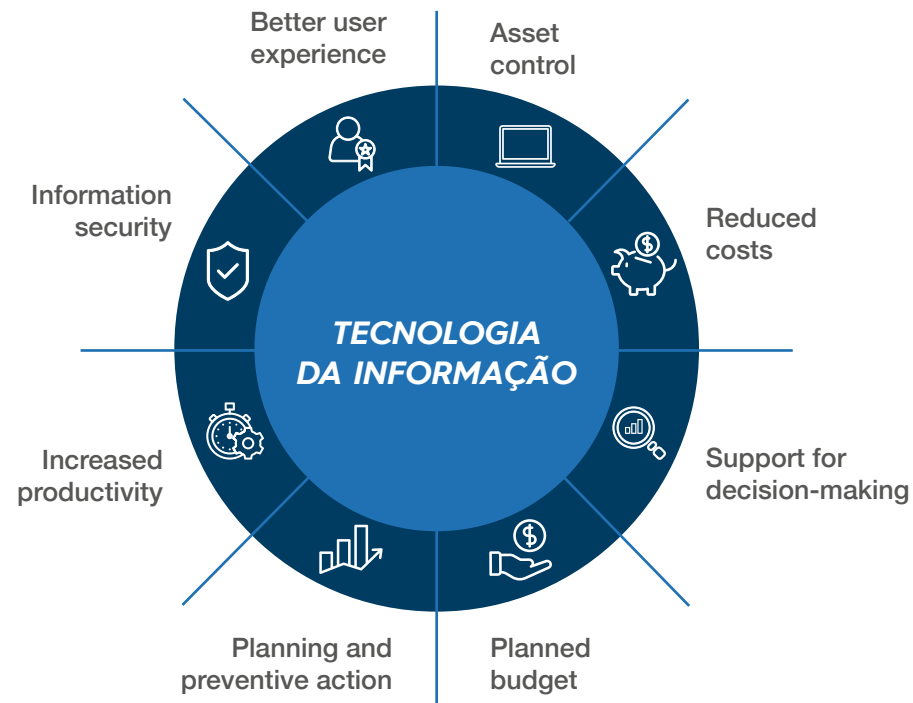 Better user
experience
Asset
control
Information
security
Reduced
costs
TECNOLOGIA
DA INFORMAÇÃO
Increased
productivity
Support for
decision-making
Planning and
preventive action
Planned
budget